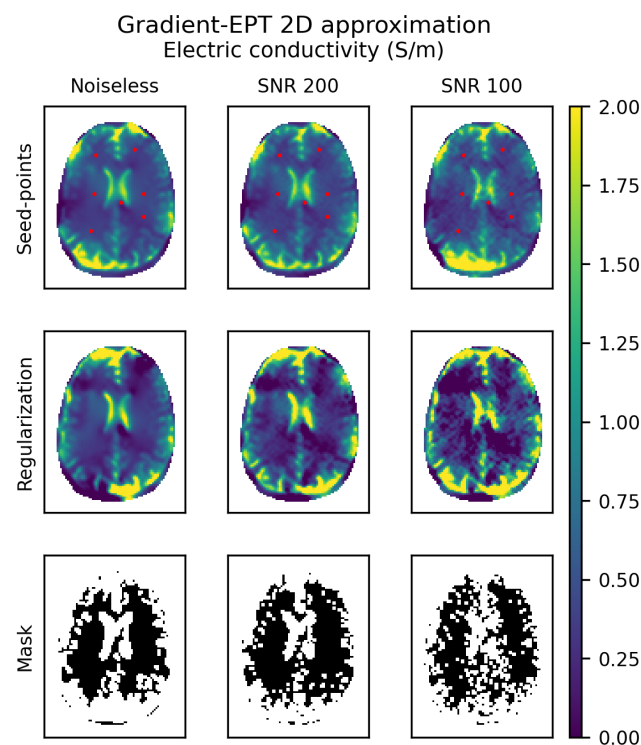 Gradient-EPT 2D approximation
Electric conductivity (S/m)
Noiseless
SNR 200
SNR 100
Seed-points
Regularization
Mask
2.00
1.75
1.50
1.25
1.00
0.75
0.50
0.25
0.00